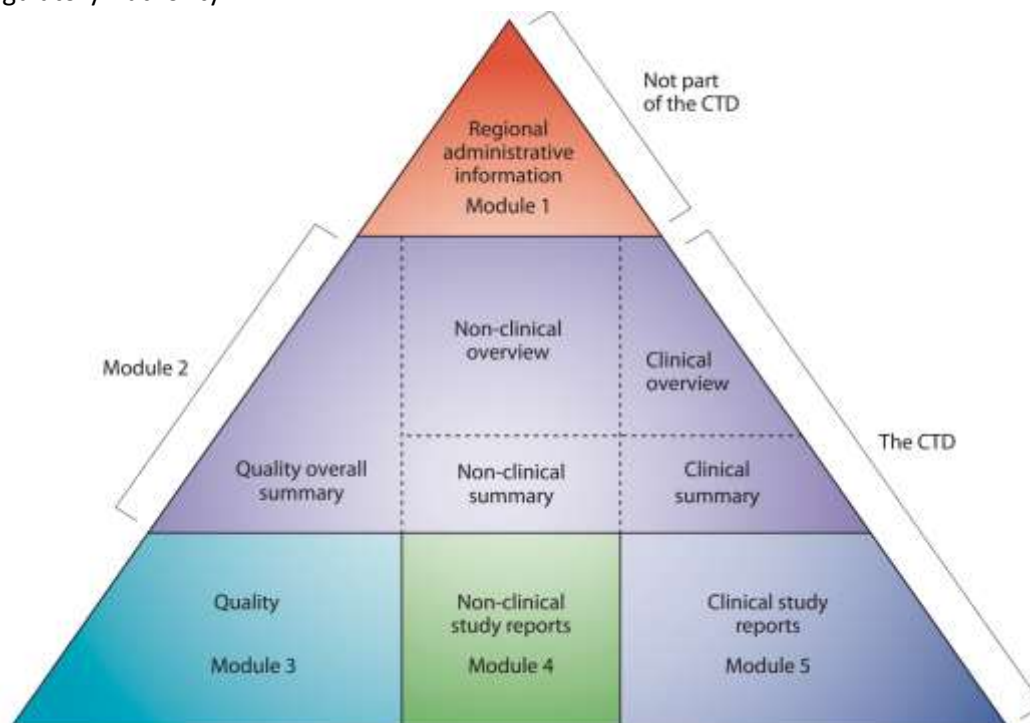 Not part
of the CTD
Regional
administrative
information
Module 1
Module 2
Non-clinical
overview
Clinical
overview
The CTD
Quality overall
summary
Non-clinical
summary
Clinical
summary
Quality
Module 3
Non-clinical
study reports
Module 4
Clinical study
reports
Module 5